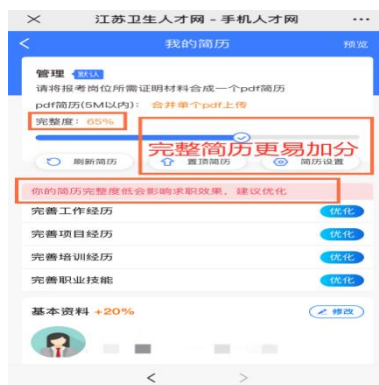 江苏卫生人才网 - 手机人才网
我的简历
预览
管理 默认
请将报考岗位所需证明材料合成一个pdf简历
pdf简历(5M以内)： 合并单个pdf上传
完整度：65%
完整简历更易加分
刷新简历
置顶简历
简历设置
你的简历完整度低会影响求职效果，建议优化
完善工作经历 优化
完善项目经历 优化
完善培训经历 优化
完善职业技能 优化
基本资料 +20% 修改